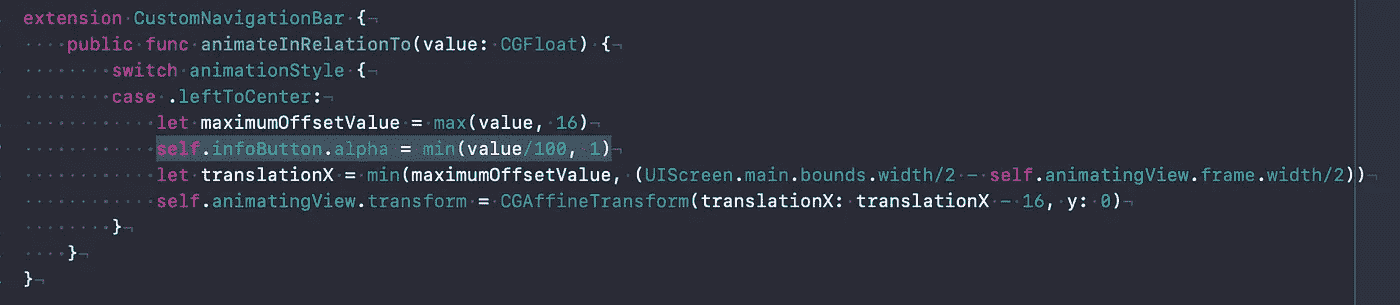 extension CustomNavigationBar {
    public func animateInRelationTo(value: CGFloat) {
        switch animationStyle {
        case .leftToCenter:
            let maximumOffsetValue = max(value, 16)
            self.infoButton.alpha = min(value/100, 1)
            let translationX = min(maximumOffsetValue, (UIScreen.main.bounds.width/2 - self.animatingView.frame.width/2))
            self.animatingView.transform = CGAffineTransform(translationX: translationX - 16, y: 0)
        }
    }
}